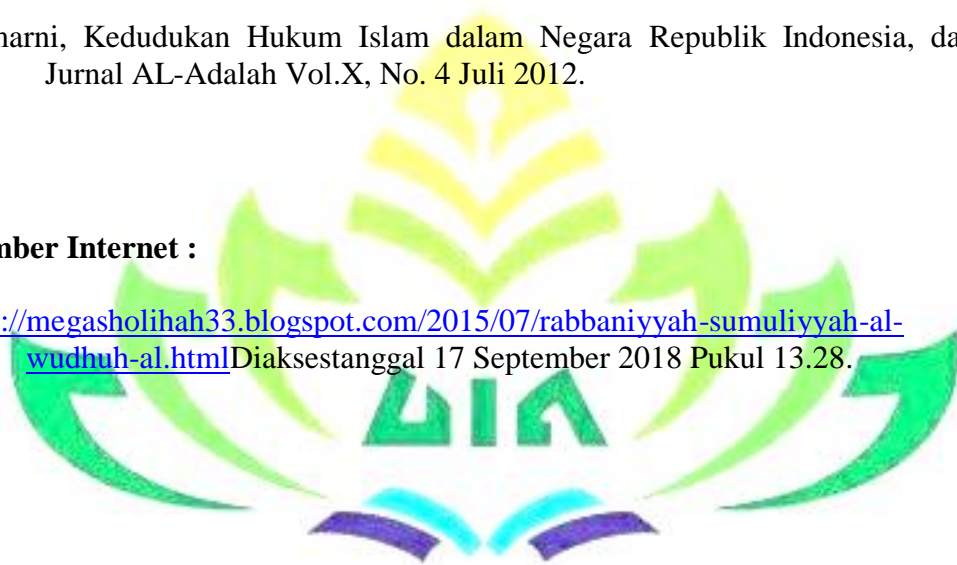 narni, Kedudukan Hukum Islam dalam Negara Republik Indonesia, da
Jurnal AL-Adalah Vol.X, No. 4 Juli 2012.
mber Internet :
://megasholihah33.blogspot.com/2015/07/rabbaniyyah-sumuliyyah-al-
wudhuh-al.htmlDiaksestanggal 17 September 2018 Pukul 13.28.